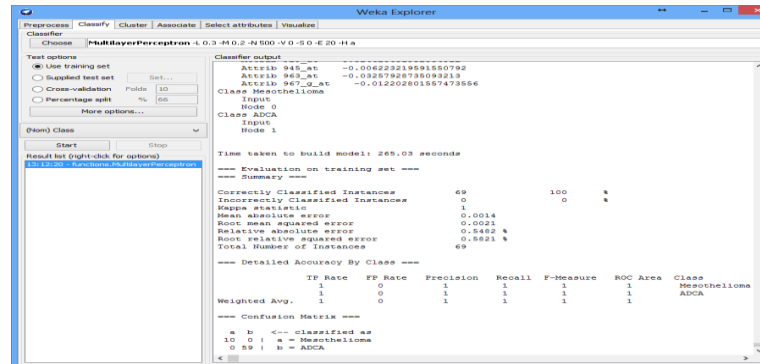 Weka Explorer
Preprocess Classify Cluster Associate Select attributes Visualize
Classifier
Choose MultilayerPerceptron -L 0.3 -M 0.2 -N 500 -V 0 -S 0 -E 20 -H a
Test options
Use training set
Supplied test set Set...
Cross-validation Folds 10
Percentage split % 66
More options...
(Nom) Class
Start Stop
Result list (right-click for options)
13:12:20 - functions.MultilayerPerceptron
Classifier output
Attrib 945_at -0.006223219591550792
Attrib 963_at -0.03257928735093213
Attrib 967_g_at -0.012202801557473556
Class Mesothelioma
Input
Node 0
Class ADCA
Input
Node 1
Time taken to build model: 265.03 seconds
=== Evaluation on training set ===
=== Summary ===
Correctly Classified Instances 69 100 %
Incorrectly Classified Instances 0 0 %
Kappa statistic 1
Mean absolute error 0.0014
Root mean squared error 0.0021
Relative absolute error 0.5482 %
Root relative squared error 0.5821 %
Total Number of Instances 69
=== Detailed Accuracy By Class ===
TP Rate FP Rate Precision Recall F-Measure ROC Area Class
1 0 1 1 1 1 Mesothelioma
1 0 1 1 1 1 ADCA
Weighted Avg. 1 0 1 1 1 1
=== Confusion Matrix ===
a b <-- classified as
10 0 | a = Mesothelioma
0 59 | b = ADCA